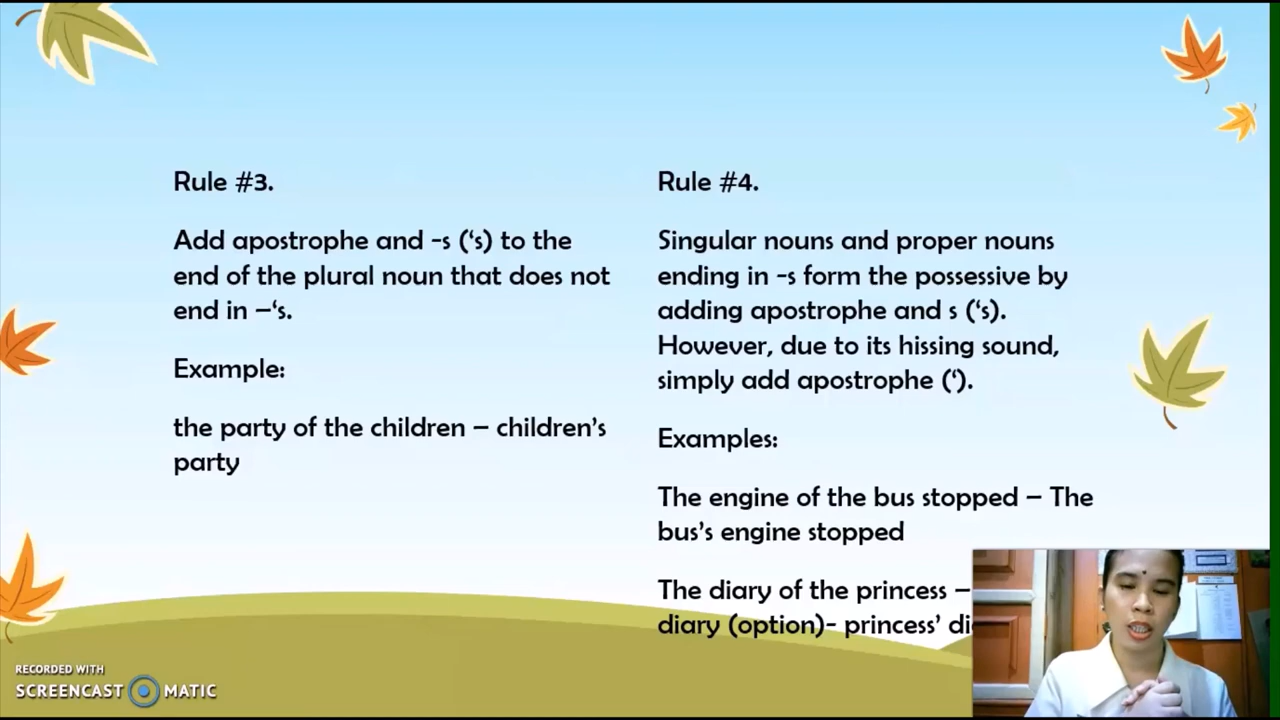 Rule #3.
Add apostrophe and -s (‘s) to the
end of the plural noun that does not
end in –‘s.
Example:
the party of the children – children’s
party
Rule #4.
Singular nouns and proper nouns
ending in -s form the possessive by
adding apostrophe and s (‘s).
However, due to its hissing sound,
simply add apostrophe (‘).
Examples:
The engine of the bus stopped – The
bus’s engine stopped
The diary of the princess –
diary (option)- princess’
RECORDED WITH
SCREENCAST MATIC